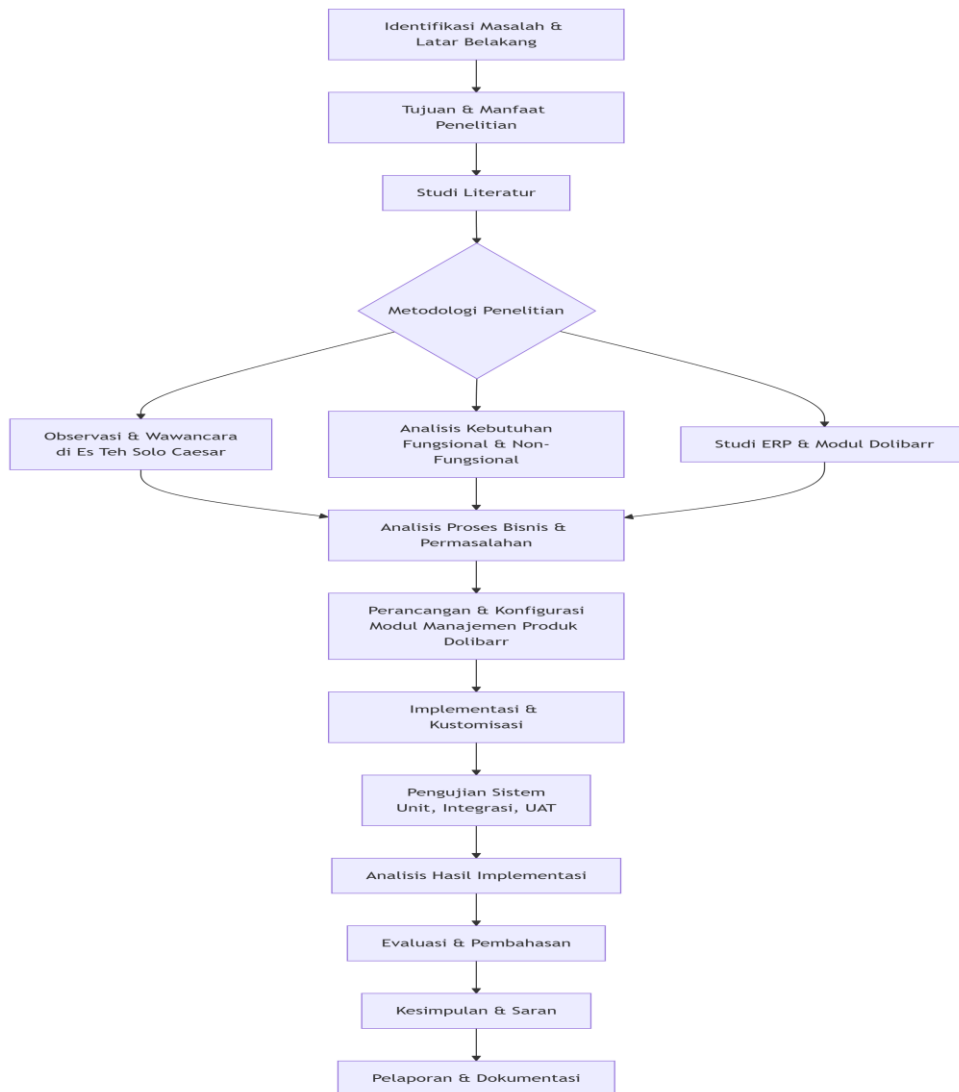 Identifikasi Masalah &
Latar Belakang
Tujuan & Manfaat
Penelitian
Studi Literatur
Metodologi Penelitian
Observasi & Wawancara
di Es Teh Solo Caesar
Analisis Kebutuhan
Fungsional & Non-
Fungsional
Studi ERP & Modul Dolibarr
Analisis Proses Bisnis &
Permasalahan
Perancangan & Konfigurasi
Modul Manajemen Produk
Dolibarr
Implementasi &
Kustomisasi
Pengujian Sistem
Unit, Integrasi, UAT
Analisis Hasil Implementasi
Evaluasi & Pembahasan
Kesimpulan & Saran
Pelaporan & Dokumentasi